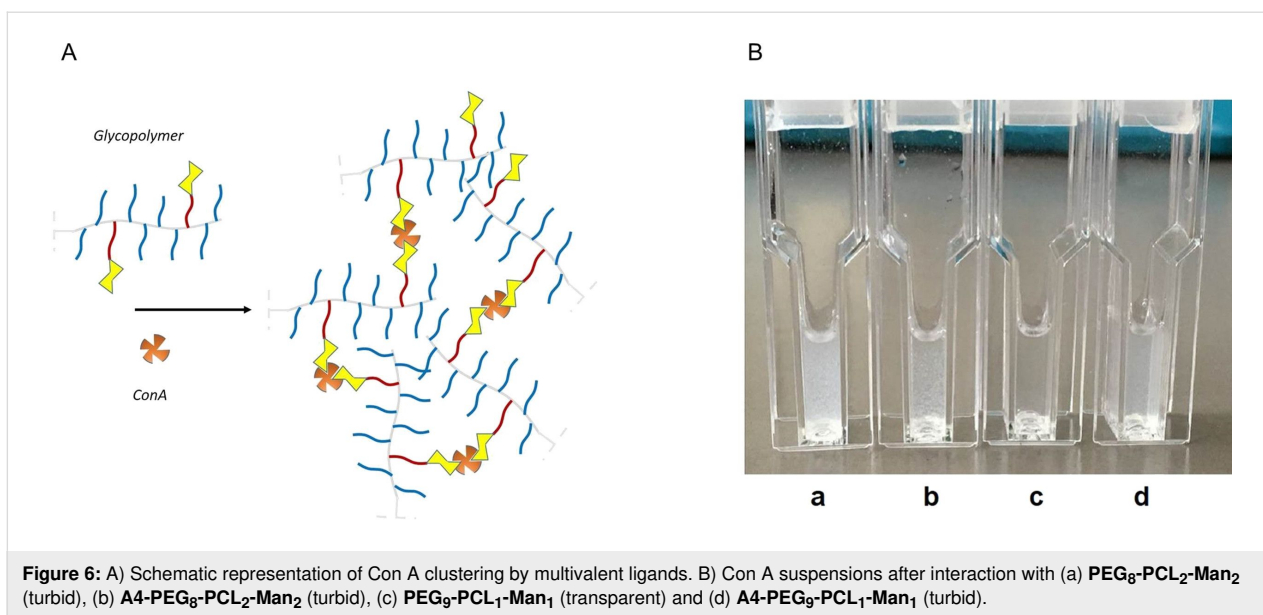 A
B
Glycopolymer
ConA
a b c d
Figure 6: A) Schematic representation of Con A clustering by multivalent ligands. B) Con A suspensions after interaction with (a) PEG₈-PCL₂-Man₂
(turbid), (b) A4-PEG₈-PCL₂-Man₂ (turbid), (c) PEG₉-PCL₁-Man₁ (transparent) and (d) A4-PEG₉-PCL₁-Man₁ (turbid).